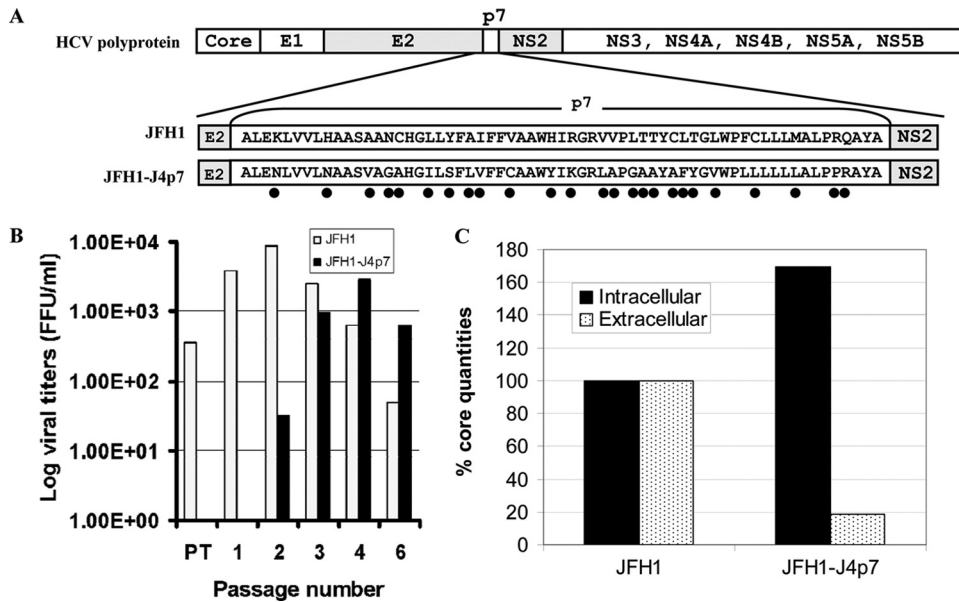 A
p7
HCV polyprotein
Core E1 E2 NS2 NS3, NS4A, NS4B, NS5A, NS5B
p7
JFH1
E2 ALEKLVVLHAASAANCHGLLYFAIFFVAAWHIRGRVVPLTTYCLTGLWPFCLLLMALPRQAYA NS2
JFH1-J4p7
E2 ALENLVVLNAASVAGAHGILSFLVFFCAAWYIKGRLAPGAAYAFYGVWPLLLLLLALPPRAYA NS2
B
Log viral titers (FFU/ml)
1.00E+04
1.00E+03
1.00E+02
1.00E+01
1.00E+00
JFH1
JFH1-J4p7
PT 1 2 3 4 6
Passage number
C
% core quantities
180
160
140
120
100
80
60
40
20
0
Intracellular
Extracellular
JFH1 JFH1-J4p7